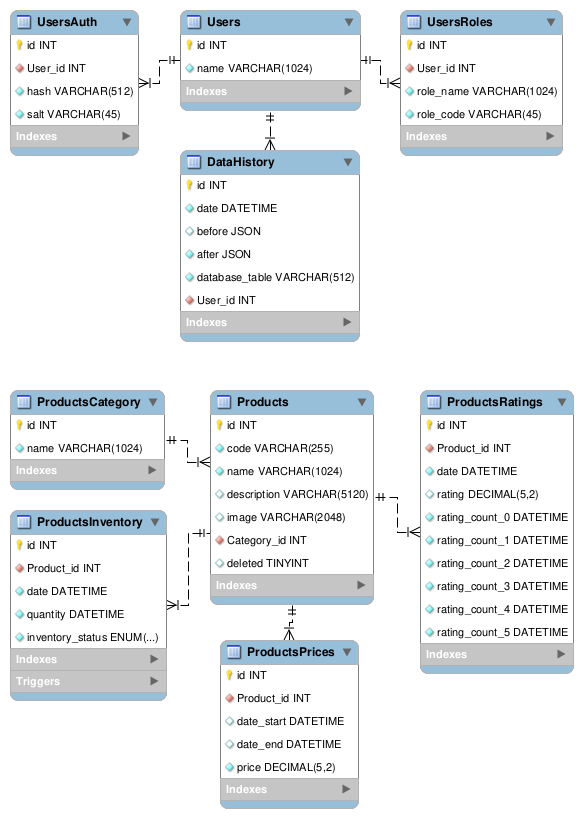 UsersAuth
id INT
User_id INT
hash VARCHAR(512)
salt VARCHAR(45)
Indexes
Users
id INT
name VARCHAR(1024)
Indexes
UsersRoles
id INT
User_id INT
role_name VARCHAR(1024)
role_code VARCHAR(45)
Indexes
DataHistory
id INT
date DATETIME
before JSON
after JSON
database_table VARCHAR(512)
User_id INT
Indexes
ProductsCategory
id INT
name VARCHAR(1024)
Indexes
Products
id INT
code VARCHAR(255)
name VARCHAR(1024)
description VARCHAR(5120)
image VARCHAR(2048)
Category_id INT
deleted TINYINT
Indexes
ProductsRatings
id INT
Product_id INT
date DATETIME
rating DECIMAL(5,2)
rating_count_0 DATETIME
rating_count_1 DATETIME
rating_count_2 DATETIME
rating_count_3 DATETIME
rating_count_4 DATETIME
rating_count_5 DATETIME
Indexes
ProductsInventory
id INT
Product_id INT
date DATETIME
quantity DATETIME
inventory_status ENUM(...)
Indexes
Triggers
ProductsPrices
id INT
Product_id INT
date_start DATETIME
date_end DATETIME
price DECIMAL(5,2)
Indexes